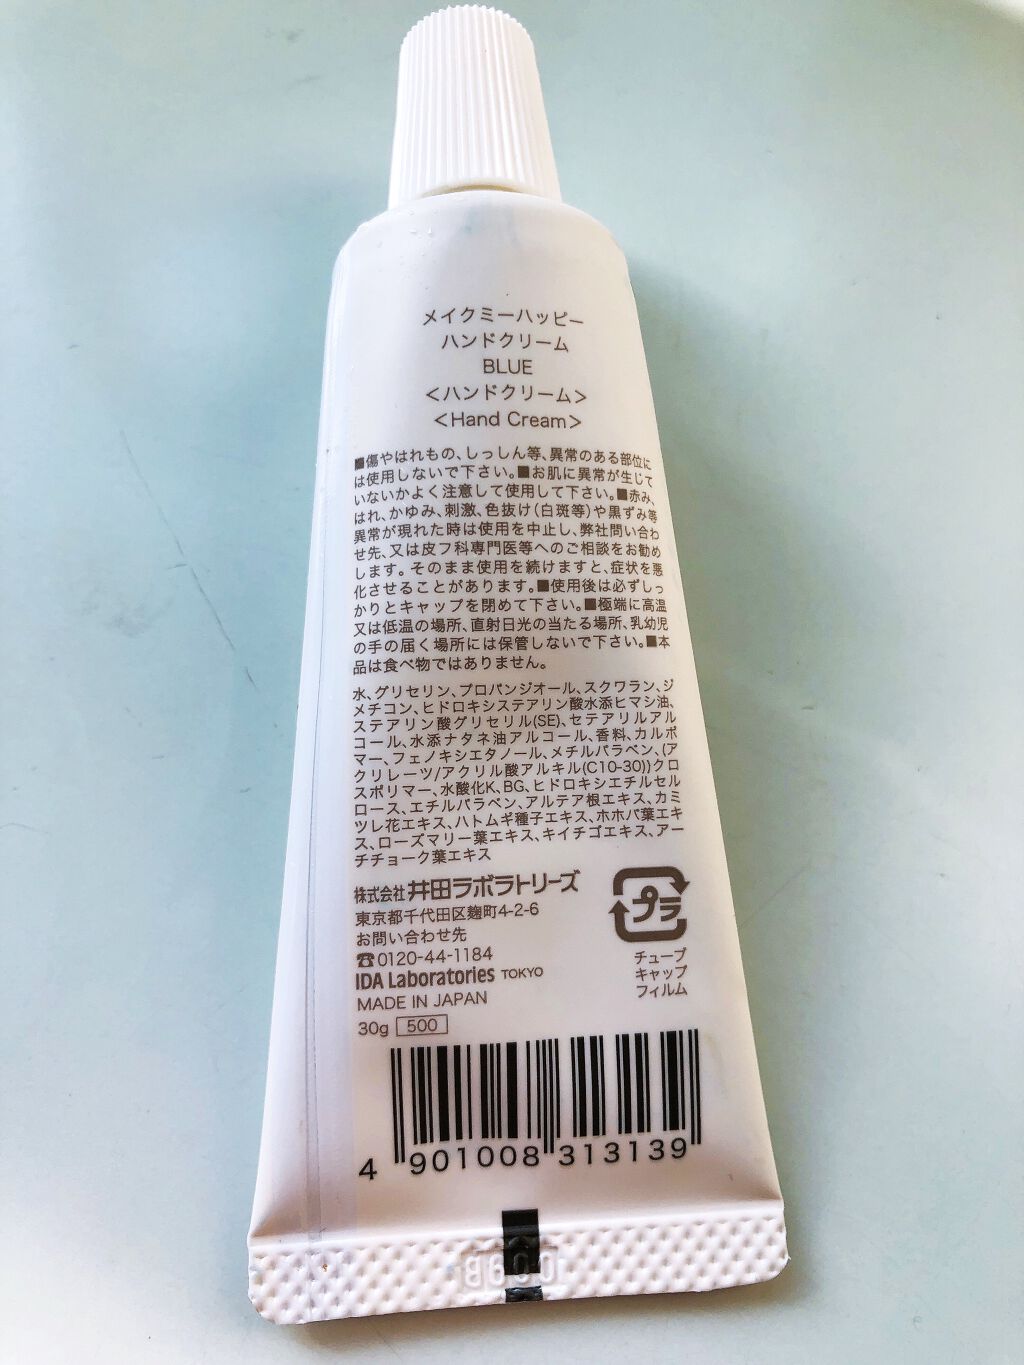 メイクミーハッピー
ハンドクリーム
BLUE
<ハンドクリーム>
<Hand Cream>
■傷やはれもの、しっしん等、異常のある部位に
は使用しないで下さい。■お肌に異常が生じて
いないかよく注意して使用して下さい。■赤み、
はれ、かゆみ、刺激、色抜け(白斑等)や黒ずみ等
異常が現れた時は使用を中止し、弊社問い合わ
せ先、又は皮フ科専門医等へのご相談をお勧め
します。そのまま使用を続けますと、症状を悪
化させることがあります。■使用後は必ずしっ
かりとキャップを閉めて下さい。■極端に高温
又は低温の場所、直射日光の当たる場所、乳幼児
の手の届く場所には保管しないで下さい。■本
品は食べ物ではありません。
水、グリセリン、プロパンジオール、スクワラン、ジ
メチコン、ヒドロキシステアリン酸水添ヒマシ油、
ステアリン酸グリセリル(SE)、セテアリルアル
コール、水添ナタネ油アルコール、香料、カルボ
マー、フェノキシエタノール、メチルパラベン、(ア
クリレーツ/アクリル酸アルキル(C10-30))クロ
スポリマー、水酸化K、BG、ヒドロキシエチルセル
ロース、エチルパラベン、アルテア根エキス、カミ
ツレ花エキス、ハトムギ種子エキス、ホホバ葉エキ
ス、ローズマリー葉エキス、キイチゴエキス、アー
チチョーク葉エキス
株式会社 井田ラボラトリーズ
東京都千代田区麹町4-2-6
お問い合わせ先
☎0120-44-1184
IDA Laboratories TOKYO
MADE IN JAPAN
30g 500
プラ
チューブ
キャップ
フィルム
4 901008 313139